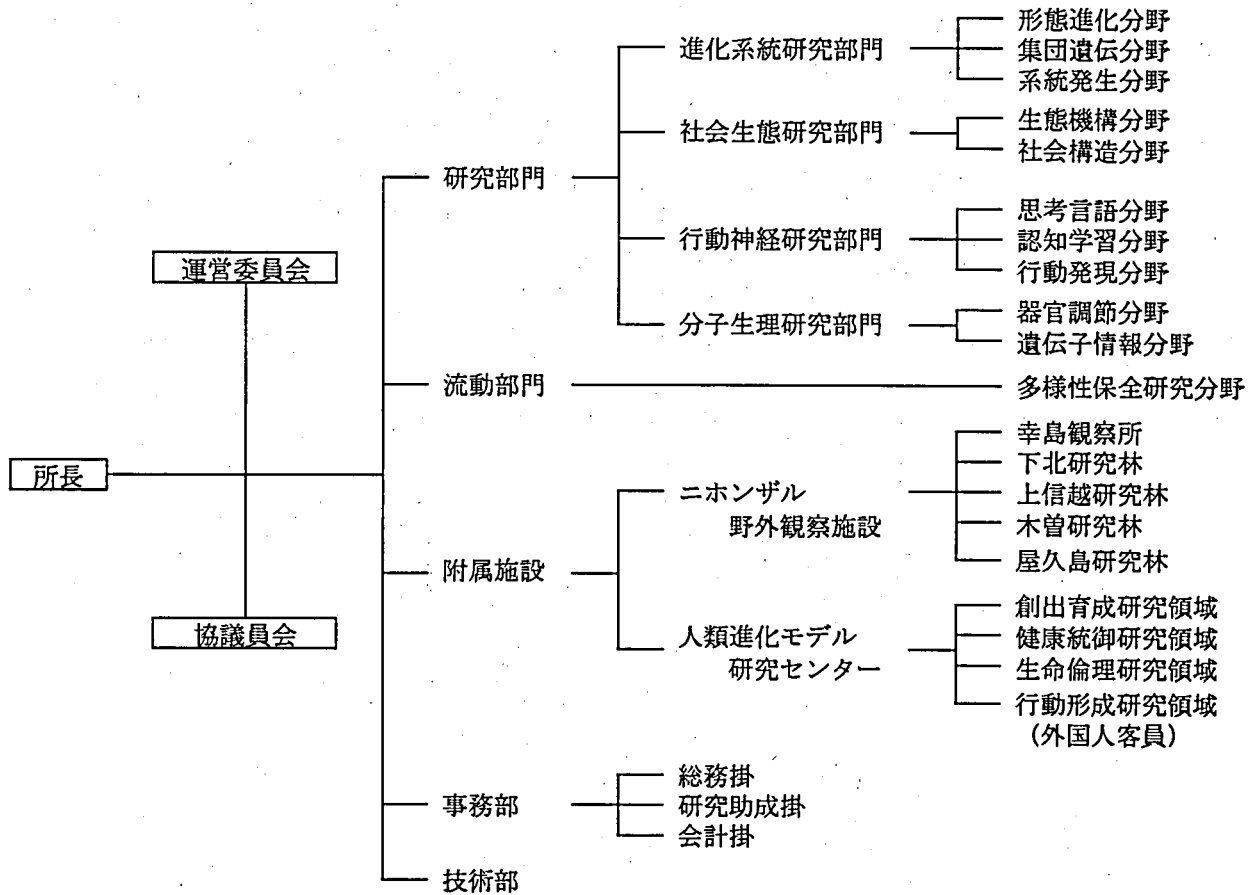 所長
運営委員会
協議員会
研究部門
進化系統研究部門
形態進化分野
集団遺伝分野
系統発生分野
社会生態研究部門
生態機構分野
社会構造分野
行動神経研究部門
思考言語分野
認知学習分野
行動発現分野
分子生理研究部門
器官調節分野
遺伝子情報分野
流動部門
多様性保全研究分野
附属施設
ニホンザル
野外観察施設
幸島観察所
下北研究林
上信越研究林
木曽研究林
屋久島研究林
人類進化モデル
研究センター
創出育成研究領域
健康統御研究領域
生命倫理研究領域
行動形成研究領域
（外国人客員）
事務部
総務掛
研究助成掛
会計掛
技術部